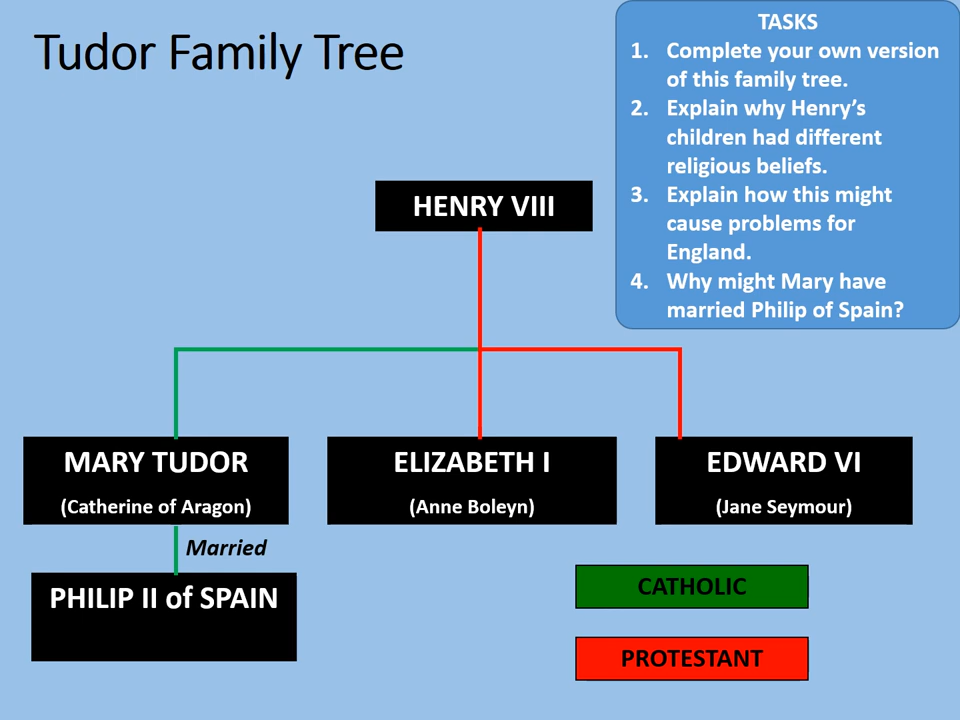 Tudor Family Tree
TASKS
1. Complete your own version
of this family tree.
2. Explain why Henry’s
children had different
religious beliefs.
3. Explain how this might
cause problems for
England.
4. Why might Mary have
married Philip of Spain?
HENRY VIII
MARY TUDOR
(Catherine of Aragon)
ELIZABETH I
(Anne Boleyn)
EDWARD VI
(Jane Seymour)
Married
PHILIP II of SPAIN
CATHOLIC
PROTESTANT